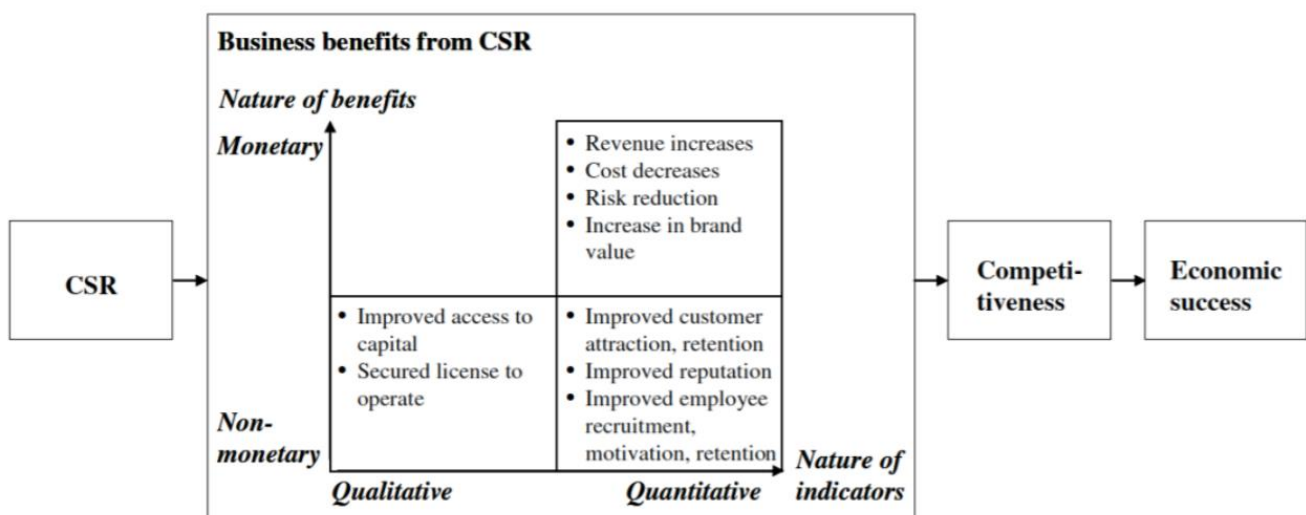 Business benefits from CSR
Nature of benefits
Monetary
• Revenue increases
• Cost decreases
• Risk reduction
• Increase in brand
value
CSR
Competi-
tiveness
Economic
success
• Improved access to
capital
• Secured license to
operate
• Improved customer
attraction, retention
• Improved reputation
• Improved employee
recruitment,
motivation, retention
Non-
monetary
Qualitative
Quantitative
Nature of
indicators